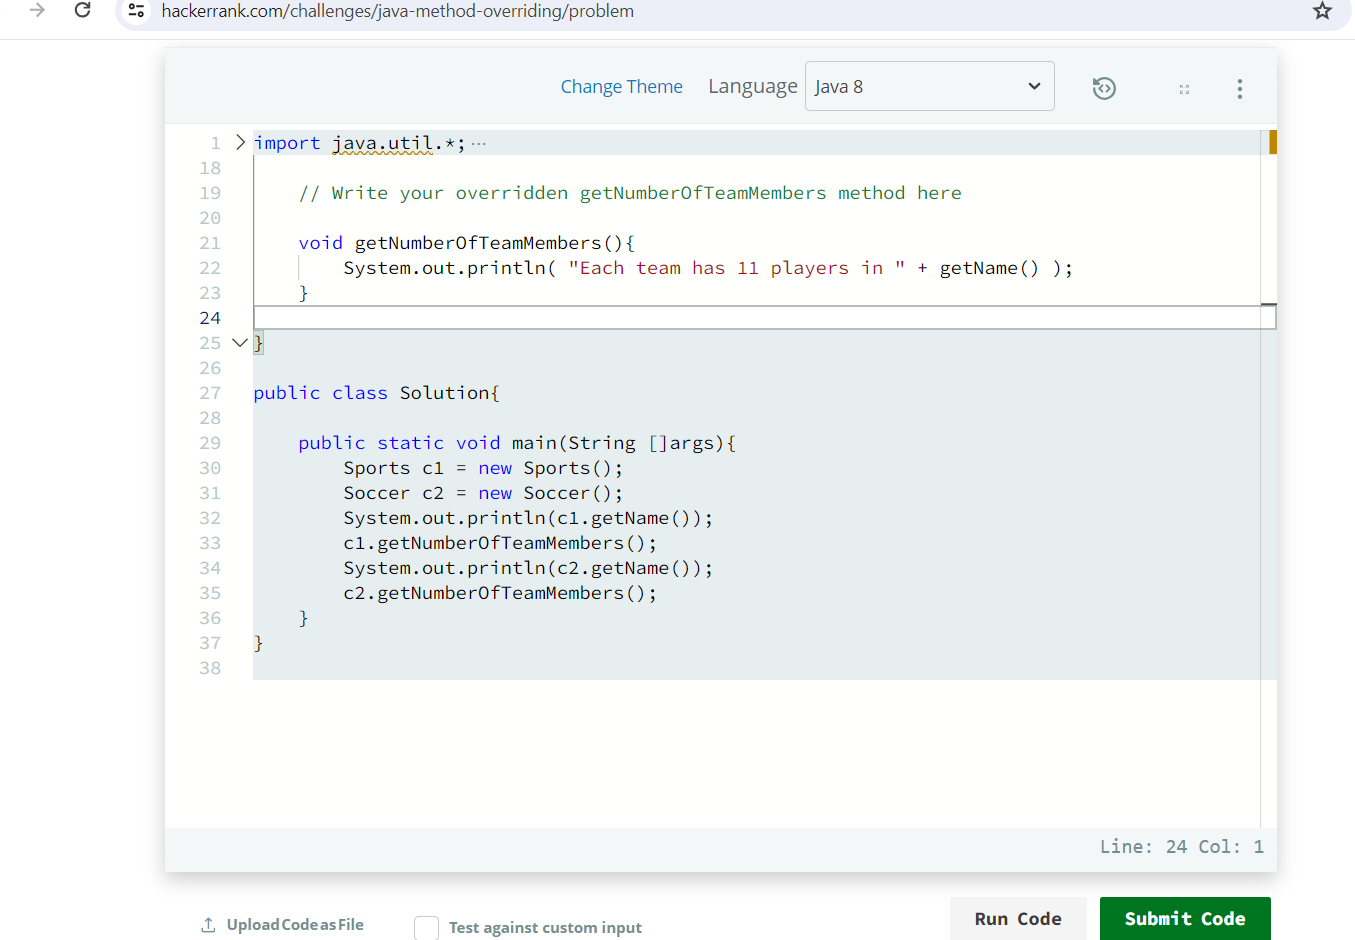 hackerrank.com/challenges/java-method-overriding/problem
Change Theme Language Java 8
1 import java.util.*; ...
18
19 // Write your overridden getNumberOfTeamMembers method here
20
21 void getNumberOfTeamMembers(){
22 System.out.println( "Each team has 11 players in " + getName() );
23 }
24
25 }
26
27 public class Solution{
28
29 public static void main(String []args){
30 Sports c1 = new Sports();
31 Soccer c2 = new Soccer();
32 System.out.println(c1.getName());
33 c1.getNumberOfTeamMembers();
34 System.out.println(c2.getName());
35 c2.getNumberOfTeamMembers();
36 }
37 }
38
Line: 24 Col: 1
Upload Code as File Test against custom input Run Code Submit Code